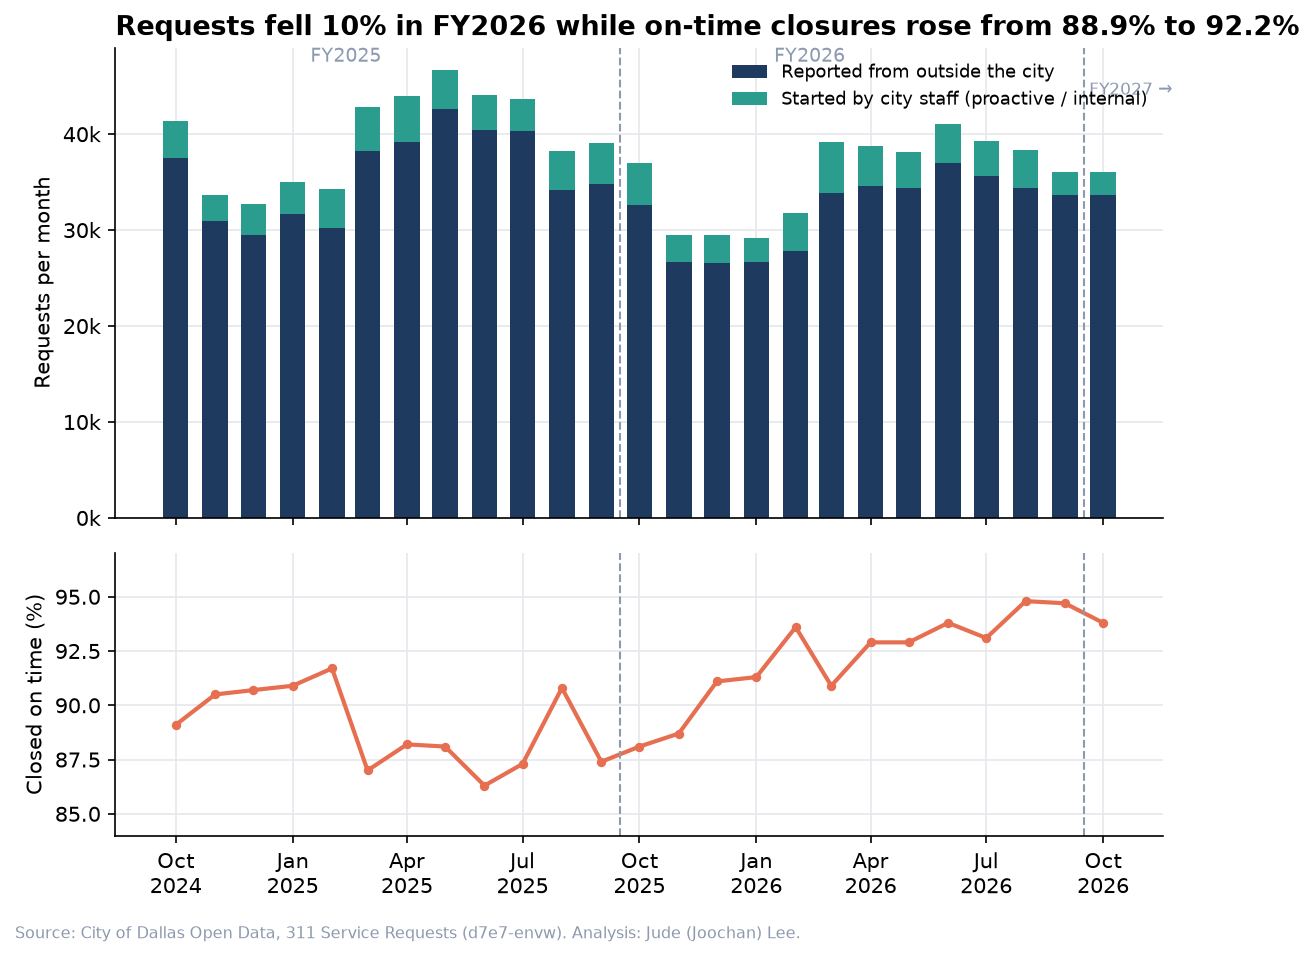 Requests fell 10% in FY2026 while on-time closures rose from 88.9% to 92.2%
FY2025
FY2026
Reported from outside the city
FY2027 →
Started by city staff (proactive / internal)
Requests per month
40k
30k
20k
10k
0k
Closed on time (%)
95.0
92.5
90.0
87.5
85.0
Oct 2024
Jan 2025
Apr 2025
Jul 2025
Oct 2025
Jan 2026
Apr 2026
Jul 2026
Oct 2026
Source: City of Dallas Open Data, 311 Service Requests (d7e7-envw). Analysis: Jude (Joochan) Lee.